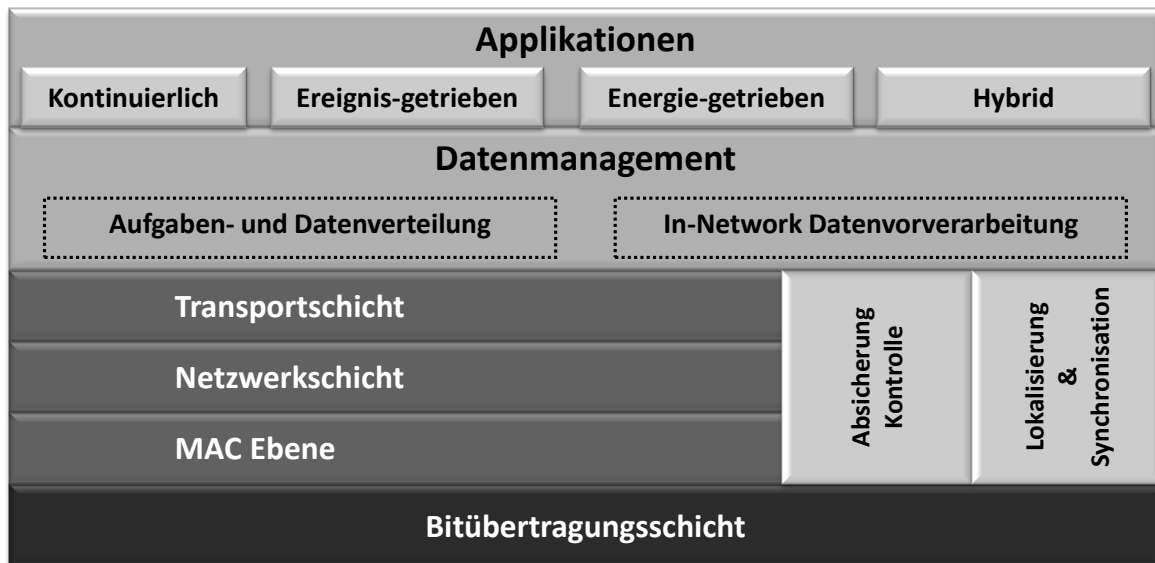 Applikationen
Kontinuierlich
Ereignis-getrieben
Energie-getrieben
Hybrid
Datenmanagement
Aufgaben- und Datenverteilung
In-Network Datenvorverarbeitung
Transportschicht
Netzwerkschicht
MAC Ebene
Absicherung
Kontrolle
Lokalisierung
&
Synchronisation
Bitübertragungsschicht